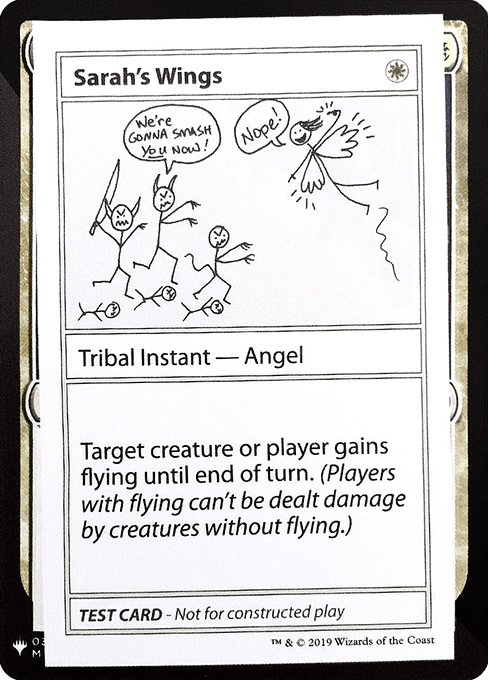 Sarah's Wings
We're
GONNA SMASH
YOU NOW!
Nope!
Tribal Instant — Angel
Target creature or player gains
flying until end of turn. (Players
with flying can't be dealt damage
by creatures without flying.)
TEST CARD - Not for constructed play
™ & © 2019 Wizards of the Coast
03
M